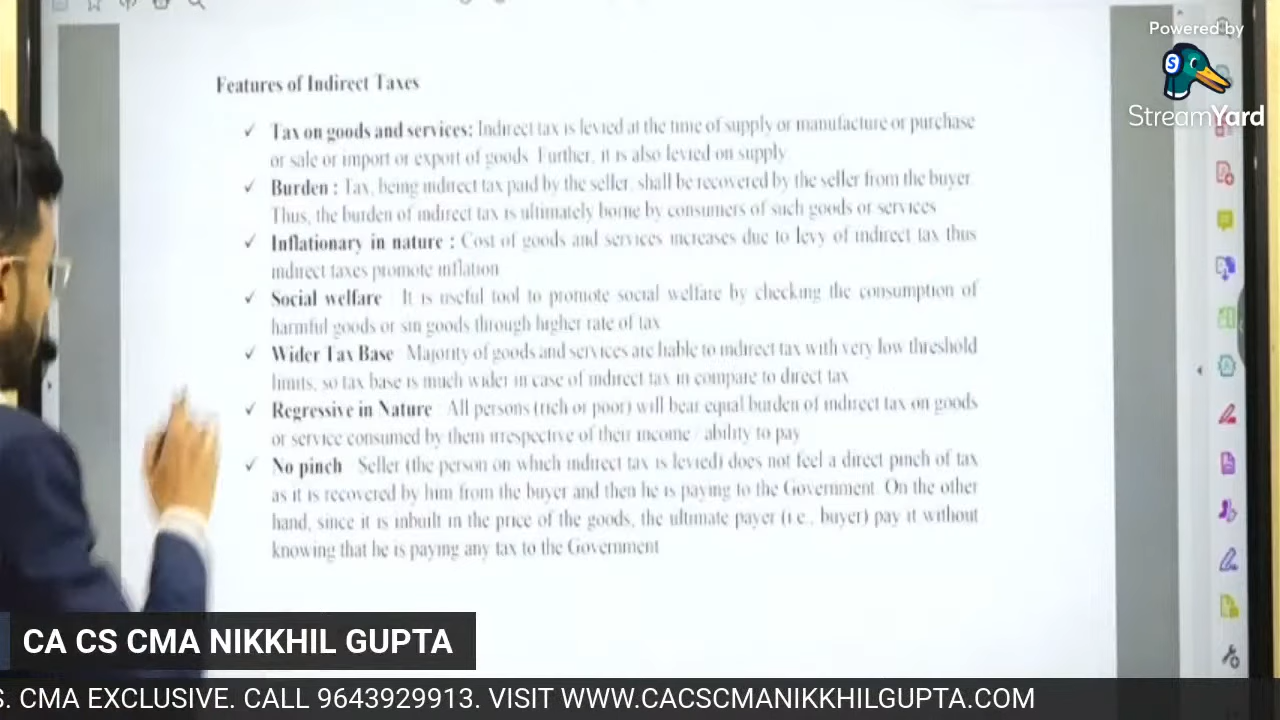 Powered by
StreamYard
Features of Indirect Taxes
✓ Tax on goods and services: Indirect tax is levied at the time of supply or manufacture or purchase
or sale or import or export of goods. Further, it is also levied on supply
✓ Burden : Tax, being indirect tax paid by the seller, shall be recovered by the seller from the buyer.
Thus, the burden of indirect tax is ultimately borne by consumers of such goods or services
✓ Inflationary in nature : Cost of goods and services increases due to levy of indirect tax thus
indirect taxes promote inflation
✓ Social welfare It is useful tool to promote social welfare by checking the consumption of
harmful goods or sin goods through higher rate of tax
✓ Wider Tax Base Majority of goods and services are liable to indirect tax with very low threshold
limits, so tax base is much wider in case of indirect tax in compare to direct tax
✓ Regressive in Nature All persons (rich or poor) will bear equal burden of indirect tax on goods
or service consumed by them irrespective of their income / ability to pay
✓ No pinch Seller (the person on which indirect tax is levied) does not feel a direct pinch of tax
as it is recovered by him from the buyer and then he is paying to the Government. On the other
hand, since it is inbuilt in the price of the goods, the ultimate payer (i.e., buyer) pay it without
knowing that he is paying any tax to the Government
CA CS CMA NIKKHIL GUPTA
S. CMA EXCLUSIVE. CALL 9643929913. VISIT WWW.CACSCMANIKKHILGUPTA.COM